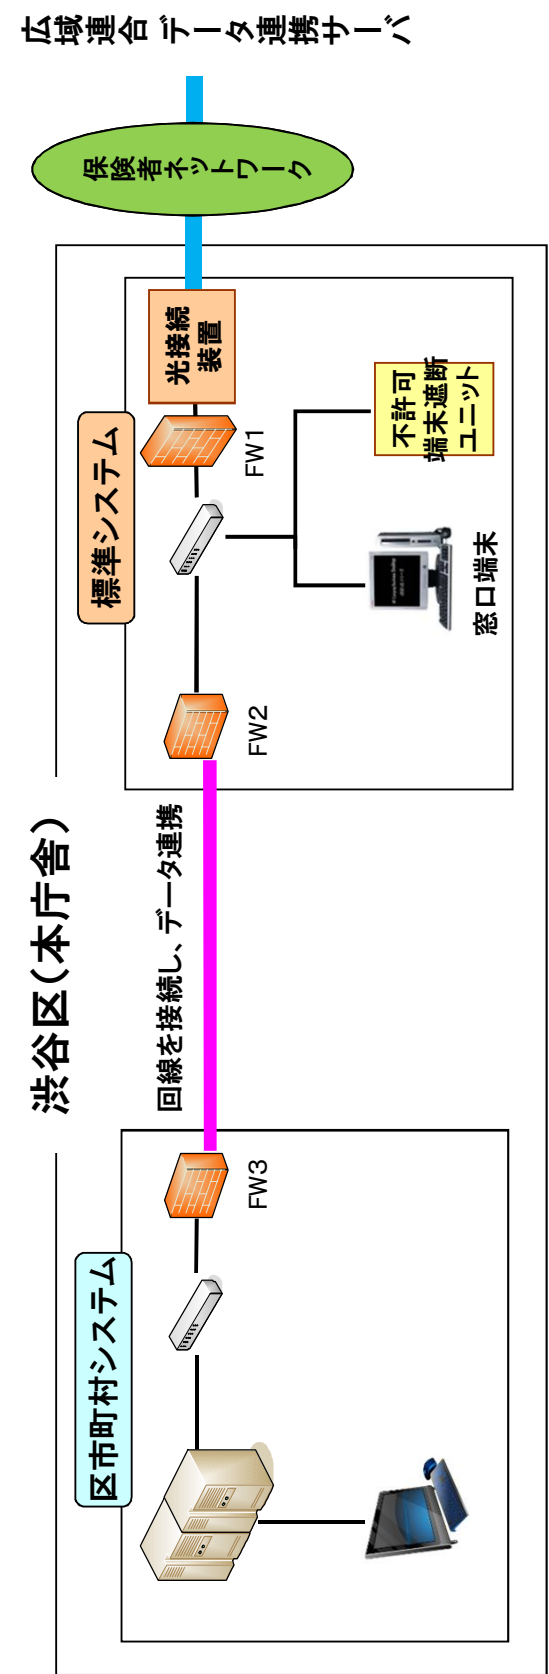 渋谷区(本庁舎)
広域連合 データ連携サーバ
保険者ネットワーク
区市町村システム
標準システム
回線を接続し、データ連携
光接続
装置
FW3
FW2
FW1
不許可
端末遮断
ユニット
窓口端末